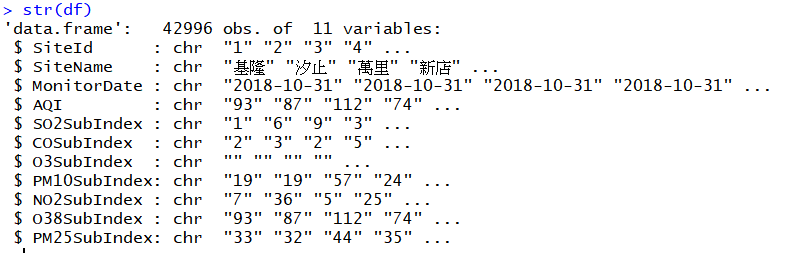 > str(df)
'data.frame':   42996 obs. of  11 variables:
 $ SiteId      : chr  "1" "2" "3" "4" ...
 $ SiteName    : chr  "基隆" "汐止" "萬里" "新店" ...
 $ MonitorDate : chr  "2018-10-31" "2018-10-31" "2018-10-31" "2018-10-31" ...
 $ AQI         : chr  "93" "87" "112" "74" ...
 $ SO2SubIndex : chr  "1" "6" "9" "3" ...
 $ COSubIndex  : chr  "2" "3" "2" "5" ...
 $ O3SubIndex  : chr  "" "" "" "" ...
 $ PM10SubIndex: chr  "19" "19" "57" "24" ...
 $ NO2SubIndex : chr  "7" "36" "5" "25" ...
 $ O38SubIndex : chr  "93" "87" "112" "74" ...
 $ PM25SubIndex: chr  "33" "32" "44" "35" ...